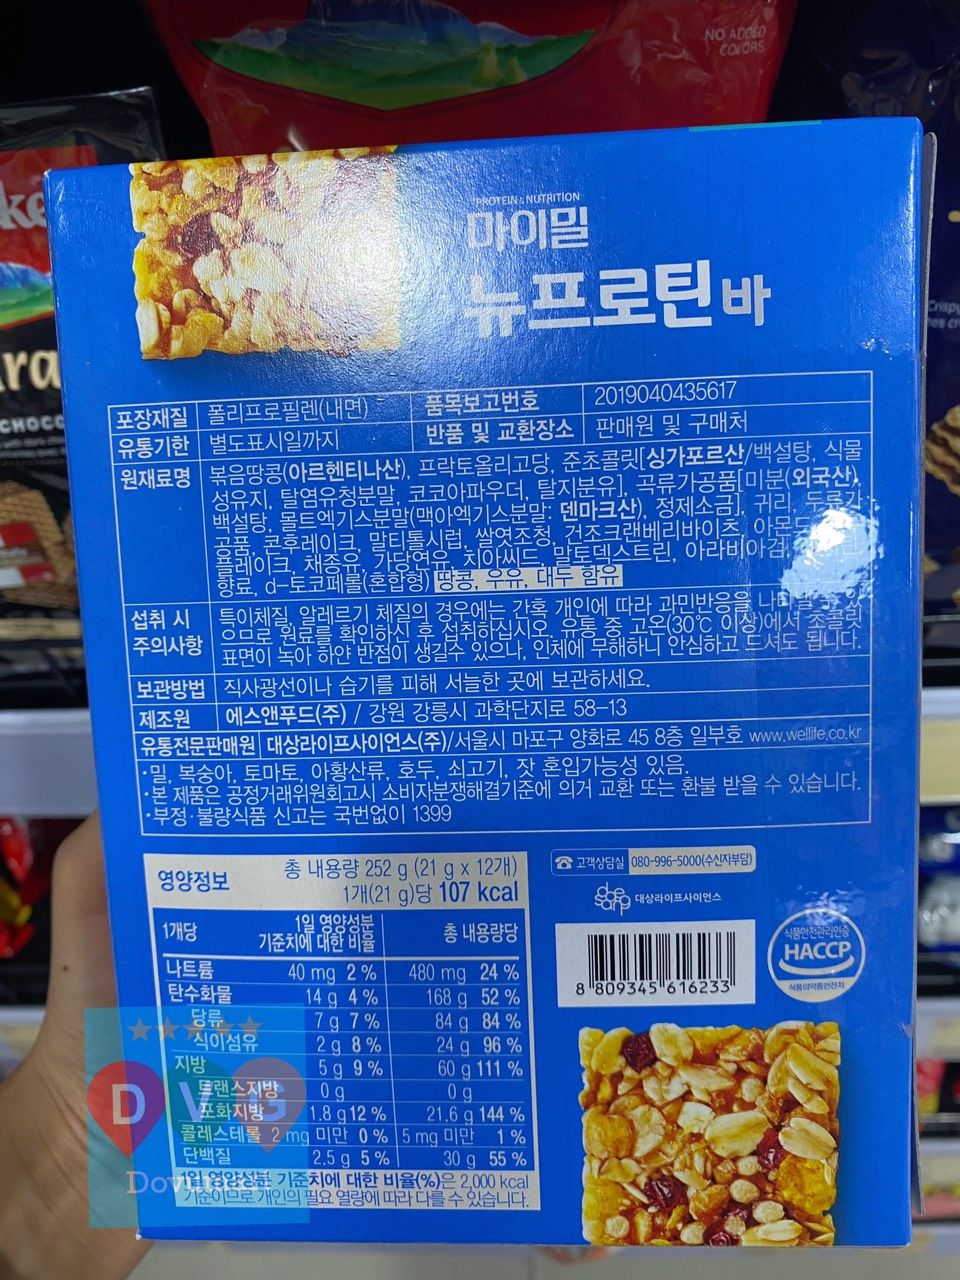 NO ADDED
COLORS
ke
ra
CHOC
PROTEIN & NUTRITION
마이밀
뉴프로틴 바
포장재질 폴리프로필렌(내면) 품목보고번호 2019040435617
유통기한 별도표시일까지 반품 및 교환장소 판매원 및 구매처
원재료명 볶음땅콩(아르헨티나산), 프락토올리고당, 준초콜릿[싱가포르산/백설탕, 식물
성유지, 탈염유청분말, 코코아파우더, 탈지분유], 곡류가공품[미분(외국산),
백설탕, 몰트엑기스분말(맥아엑기스분말: 덴마크산), 정제소금], 귀리,
공품, 콘후레이크, 말티톨시럽, 쌀엿조청, 건조크랜베리바이츠,
플레이크, 채종유, 가당연유, 치아씨드, 말토덱스트린, 아라비아검,
향료, d-토코페롤(혼합형) 땅콩, 우유, 대두 함유
섭취 시 주의사항 특이체질, 알레르기 체질의 경우에는 간혹 개인에 따라 과민반응을
으므로 원료를 확인하신 후 섭취하십시오. 유통 중 고온(30℃ 이상)에서 초콜릿
표면이 녹아 하얀 반점이 생길수 있으나, 인체에 무해하니 안심하고 드셔도 됩니다.
보관방법 직사광선이나 습기를 피해 서늘한 곳에 보관하세요.
제조원 에스앤푸드(주) / 강원 강릉시 과학단지로 58-13
유통전문판매원 대상라이프사이언스(주)/서울시 마포구 양화로 45 8층 일부호 www.wellife.co.kr
·밀, 복숭아, 토마토, 아황산류, 호두, 쇠고기, 잣 혼입가능성 있음.
·본 제품은 공정거래위원회고시 소비자분쟁해결기준에 의거 교환 또는 환불 받을 수 있습니다.
·부정·불량식품 신고는 국번없이 1399
영양정보 총 내용량 252 g (21 g x 12개)
1개(21 g)당 107 kcal
1개당 1일 영양성분 기준치에 대한 비율 총 내용량당
나트륨 40 mg 2 % 480 mg 24 %
탄수화물 14 g 4 % 168 g 52 %
당류 7 g 7 % 84 g 84 %
식이섬유 2 g 8 % 24 g 96 %
지방 5 g 9 % 60 g 111 %
트랜스지방 0 g 0 g
포화지방 1.8 g 12 % 21.6 g 144 %
콜레스테롤 2 mg 미만 0 % 5 mg 미만 1 %
단백질 2.5 g 5 % 30 g 55 %
1일 영양성분 기준치에 대한 비율(%)은 2,000 kcal
기준이므로 개인의 필요 열량에 따라 다를 수 있습니다.
고객상담실 080-996-5000(수신자부담)
대상라이프사이언스
8 809345 616233
식품안전관리인증
HACCP
식품의약품안전처
D V G